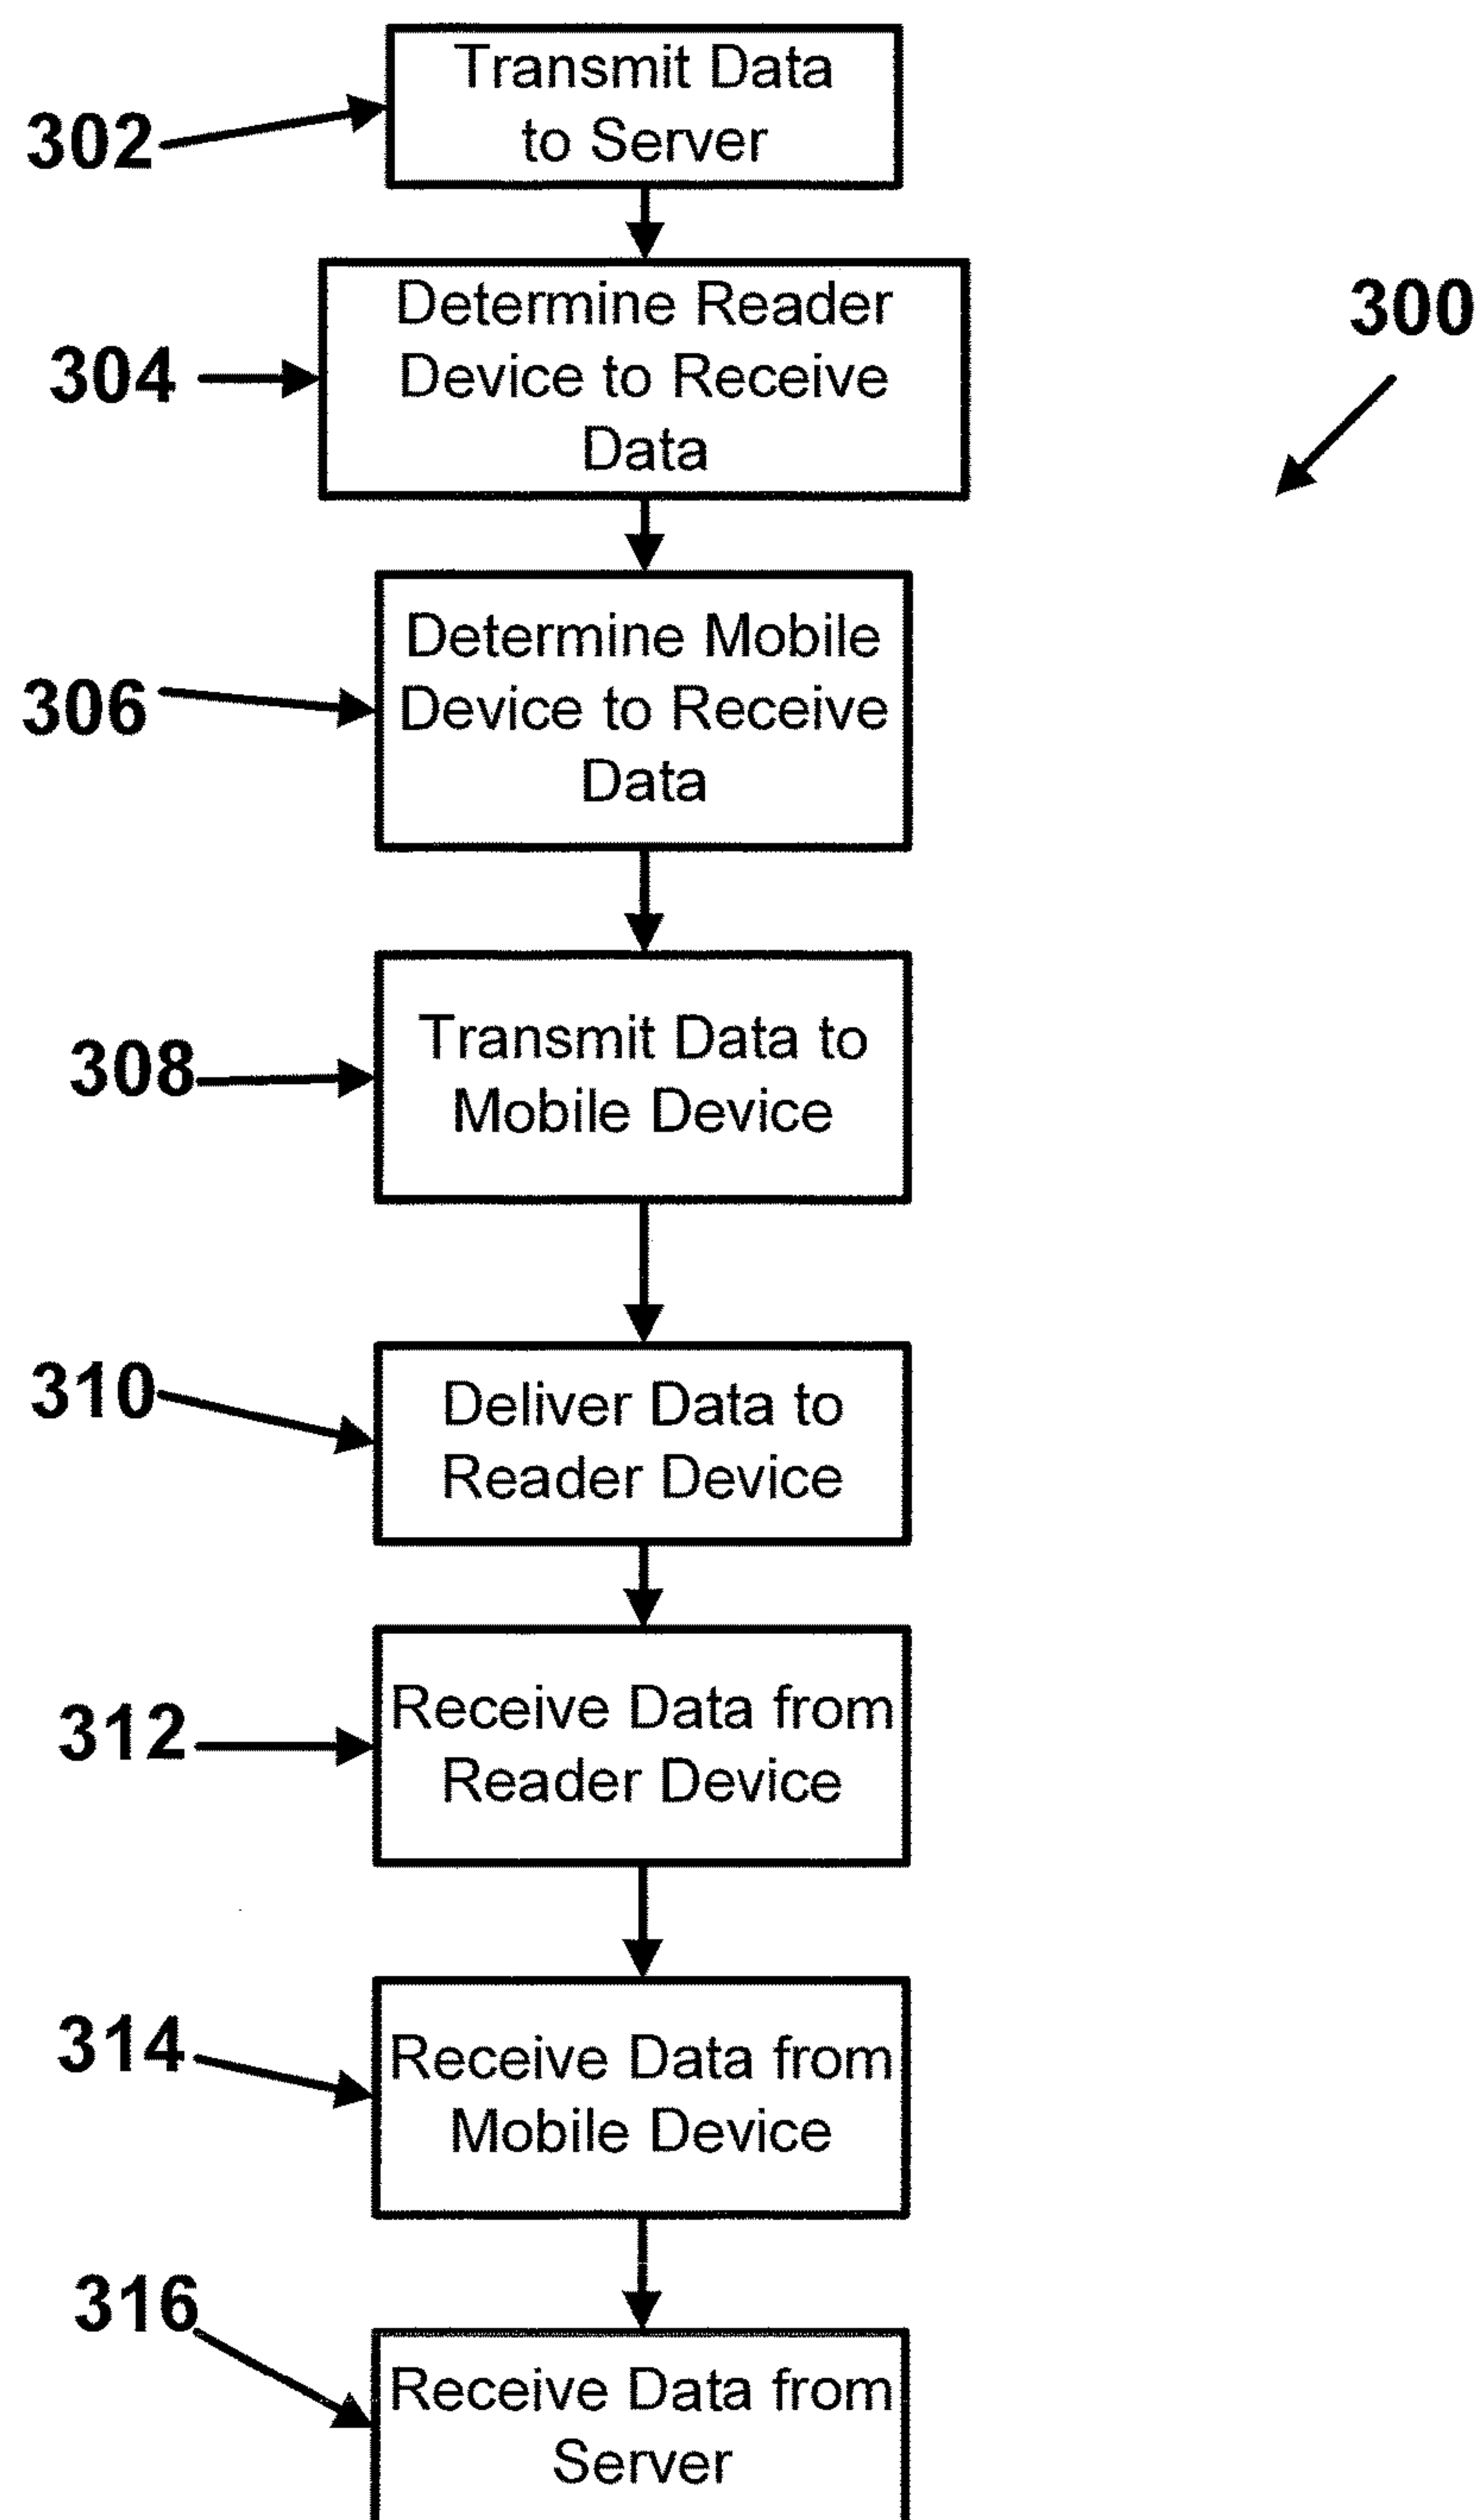 Transmit Data
to Server
302
Determine Reader
Device to Receive
Data
300
304
Determine Mobile
Device to Receive
Data
306
Transmit Data to
Mobile Device
308
Deliver Data to
Reader Device
310
Receive Data from
Reader Device
312
Receive Data from
Mobile Device
314
Receive Data from
Server
316